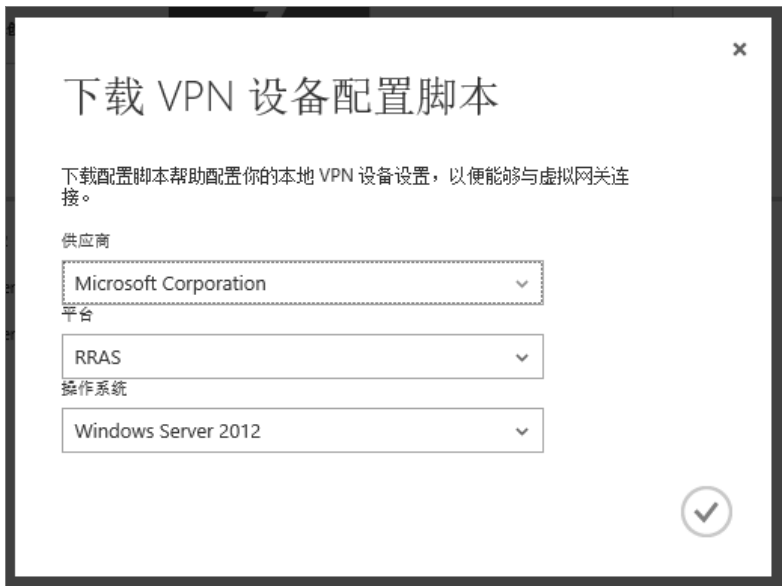 下载 VPN 设备配置脚本
下载配置脚本帮助配置你的本地 VPN 设备设置，以便能够与虚拟网关连
接。
供应商
Microsoft Corporation
平台
RRAS
操作系统
Windows Server 2012